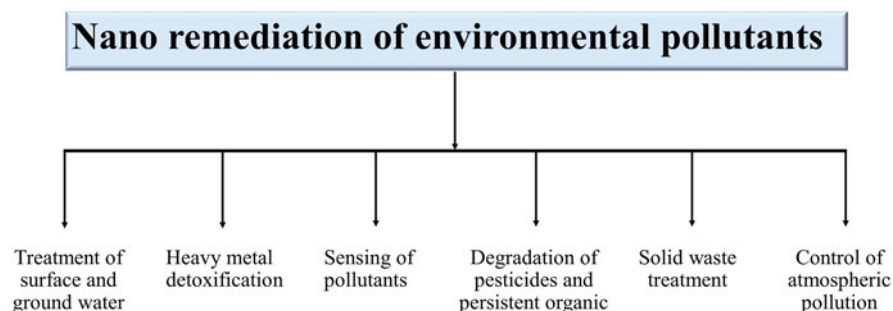 Nano remediation of environmental pollutants
Treatment of
surface and
ground water
Heavy metal
detoxification
Sensing of
pollutants
Degradation of
pesticides and
persistent organic
Solid waste
treatment
Control of
atmospheric
pollution